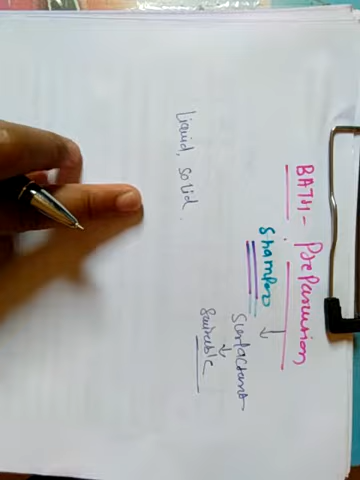 BATH - Preparation
Shampoo ↓
Surfactant
↓
Suitable
Liquid, solid.